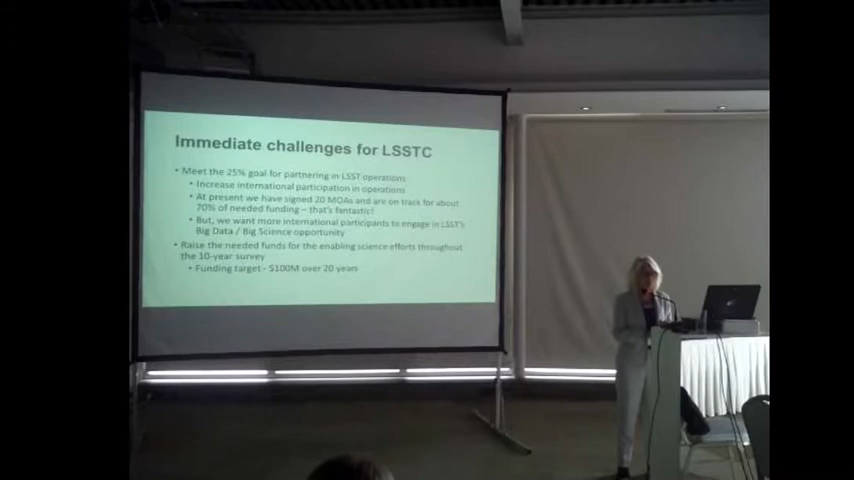 Immediate challenges for LSSTC
• Meet the 25% goal for partnering in LSST operations
• Increase international participation in operations
• At present we have signed 20 MOAs and are on track for about
70% of needed funding – that's fantastic!
• But, we want more international participants to engage in LSST's
Big Data / Big Science opportunity
• Raise the needed funds for the enabling science efforts throughout
the 10-year survey
• Funding target - $100M over 20 years